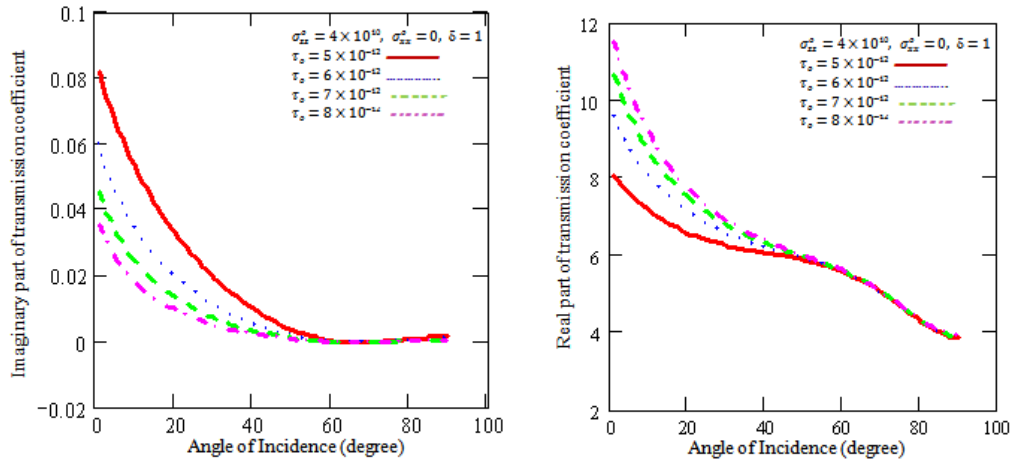 Imaginary part of transmission coefficient
0.1
0.08
0.06
0.04
0.02
0
−0.02
σ°zz = 4 × 10¹⁰, σ°xx = 0, δ = 1
τₒ = 5 × 10⁻¹²
τₒ = 6 × 10⁻¹²
τₒ = 7 × 10⁻¹²
τₒ = 8 × 10⁻¹²
0 20 40 60 80 100
Angle of Incidence (degree)
Real part of transmission coefficient
12
10
8
6
4
2
σ°zz = 4 × 10¹⁰, σ°xx = 0, δ = 1
τₒ = 5 × 10⁻¹²
τₒ = 6 × 10⁻¹²
τₒ = 7 × 10⁻¹²
τₒ = 8 × 10⁻¹²
0 20 40 60 80 100
Angle of Incidence (degree)